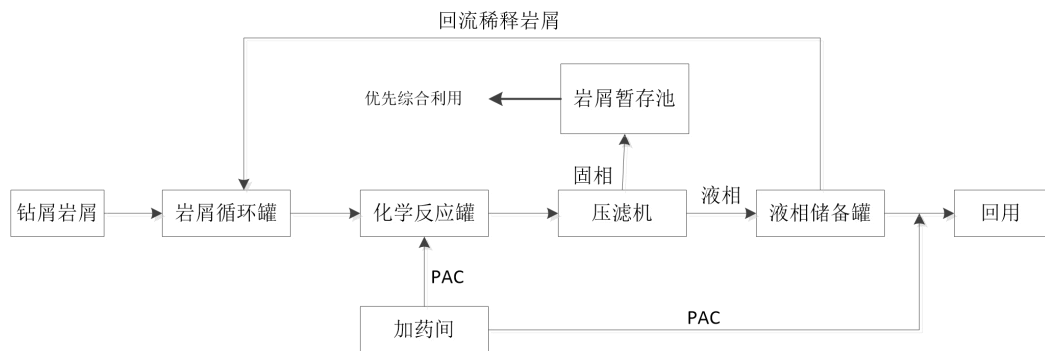 回流稀释岩屑
优先综合利用
岩屑暂存池
固相
液相
钻屑岩屑
岩屑循环罐
化学反应罐
压滤机
液相储备罐
回用
PAC
PAC
加药间